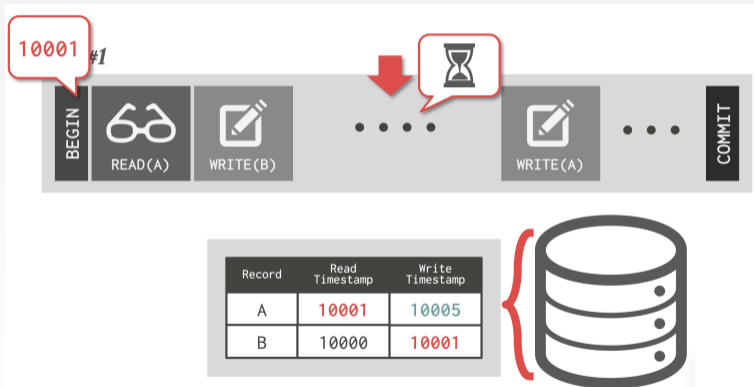 10001
#1
BEGIN
READ(A)
WRITE(B)
• • • •
WRITE(A)
• • •
COMMIT
Record Read Timestamp Write Timestamp
A 10001 10005
B 10000 10001